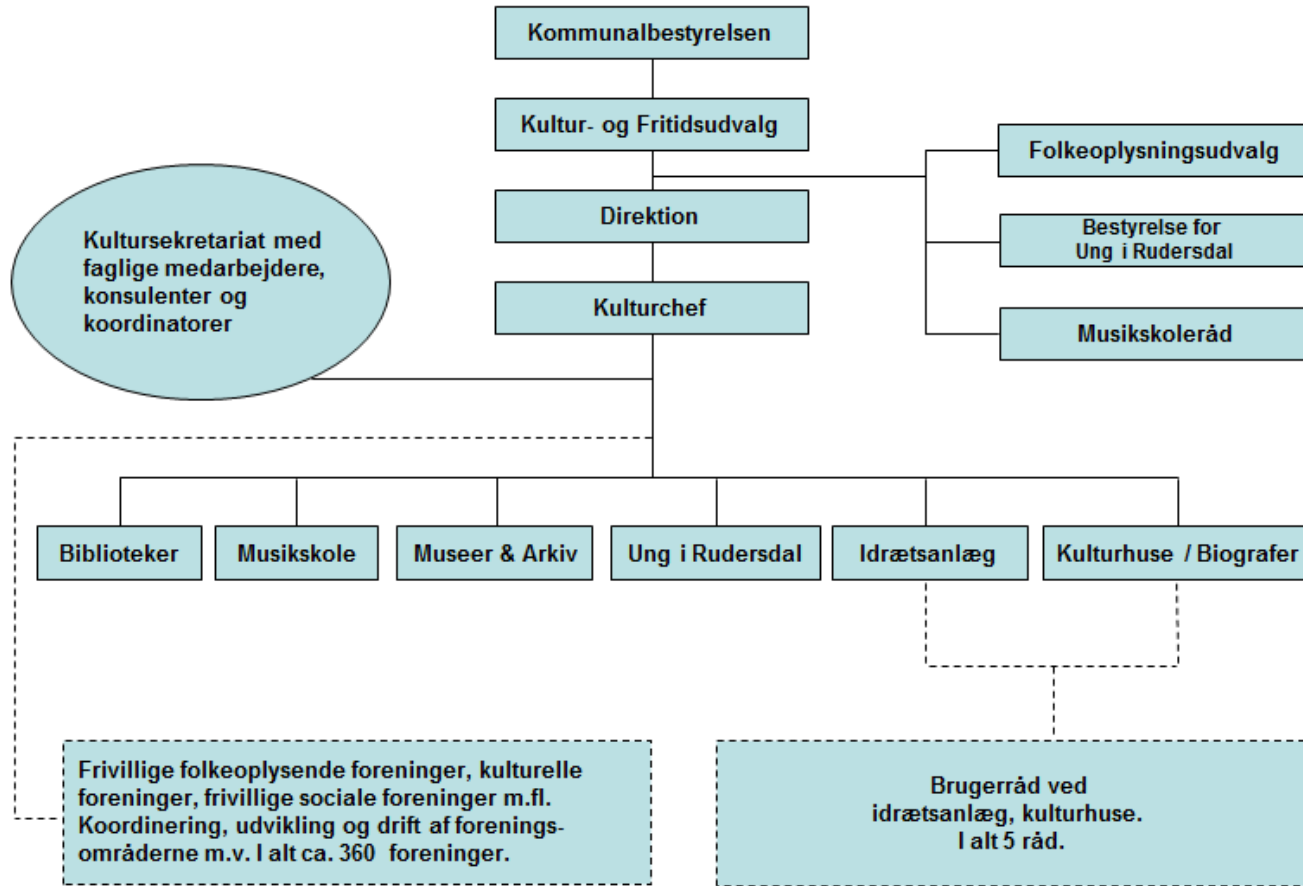 Kommunalbestyrelsen
Kultur- og Fritidsudvalg
Folkeoplysningsudvalg
Direktion
Bestyrelse for
Ung i Rudersdal
Kultursekretariat med
faglige medarbejdere,
konsulenter og
koordinatorer
Kulturchef
Musikskoleråd
Biblioteker
Musikskole
Museer & Arkiv
Ung i Rudersdal
Idrætsanlæg
Kulturhuse / Biografer
Frivillige folkeoplysende foreninger, kulturelle
foreninger, frivillige sociale foreninger m.fl.
Koordinering, udvikling og drift af forenings-
områderne m.v. I alt ca. 360 foreninger.
Brugerråd ved
idrætsanlæg, kulturhuse.
I alt 5 råd.